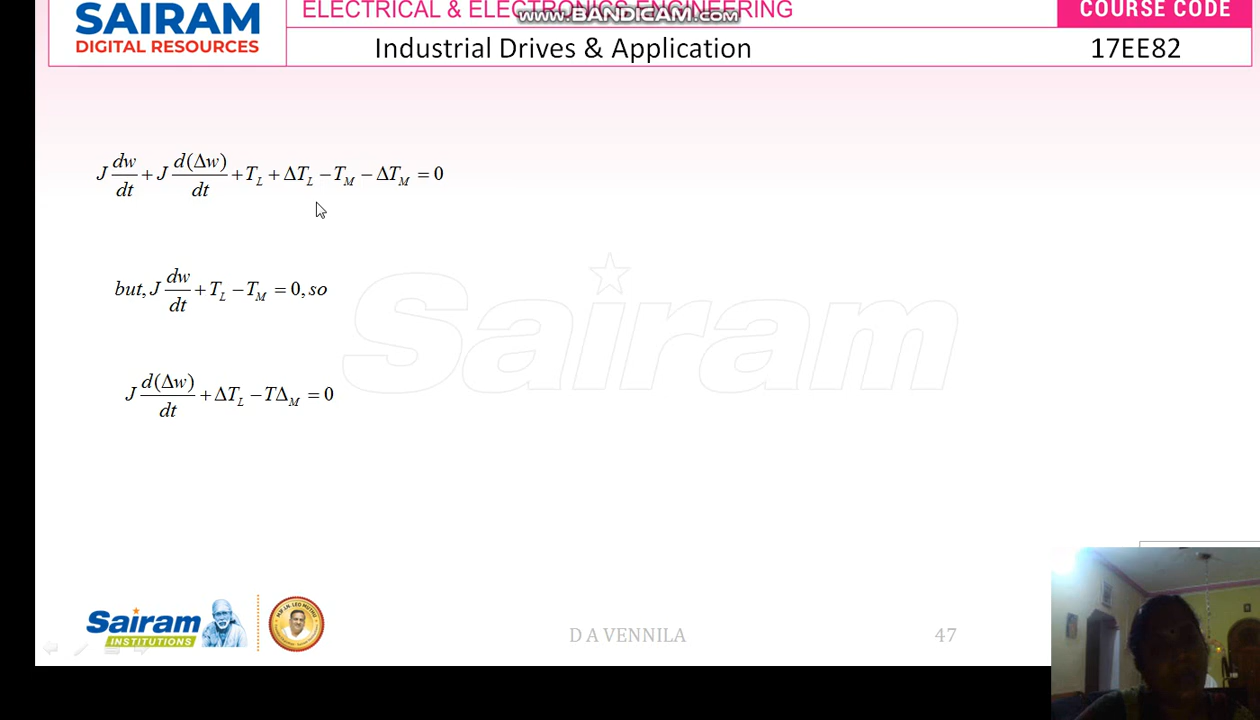 ELECTRICAL & ELECTRONICS ENGINEERING
www.BANDICAM.com
COURSE CODE
SAIRAM
DIGITAL RESOURCES
Industrial Drives & Application
17EE82
J dw/dt + J d(Δw)/dt + T_L + ΔT_L − T_M − ΔT_M = 0
but, J dw/dt + T_L − T_M = 0, so
J d(Δw)/dt + ΔT_L − TΔ_M = 0
Sairam
Sairam
INSTITUTIONS
D A VENNILA
47